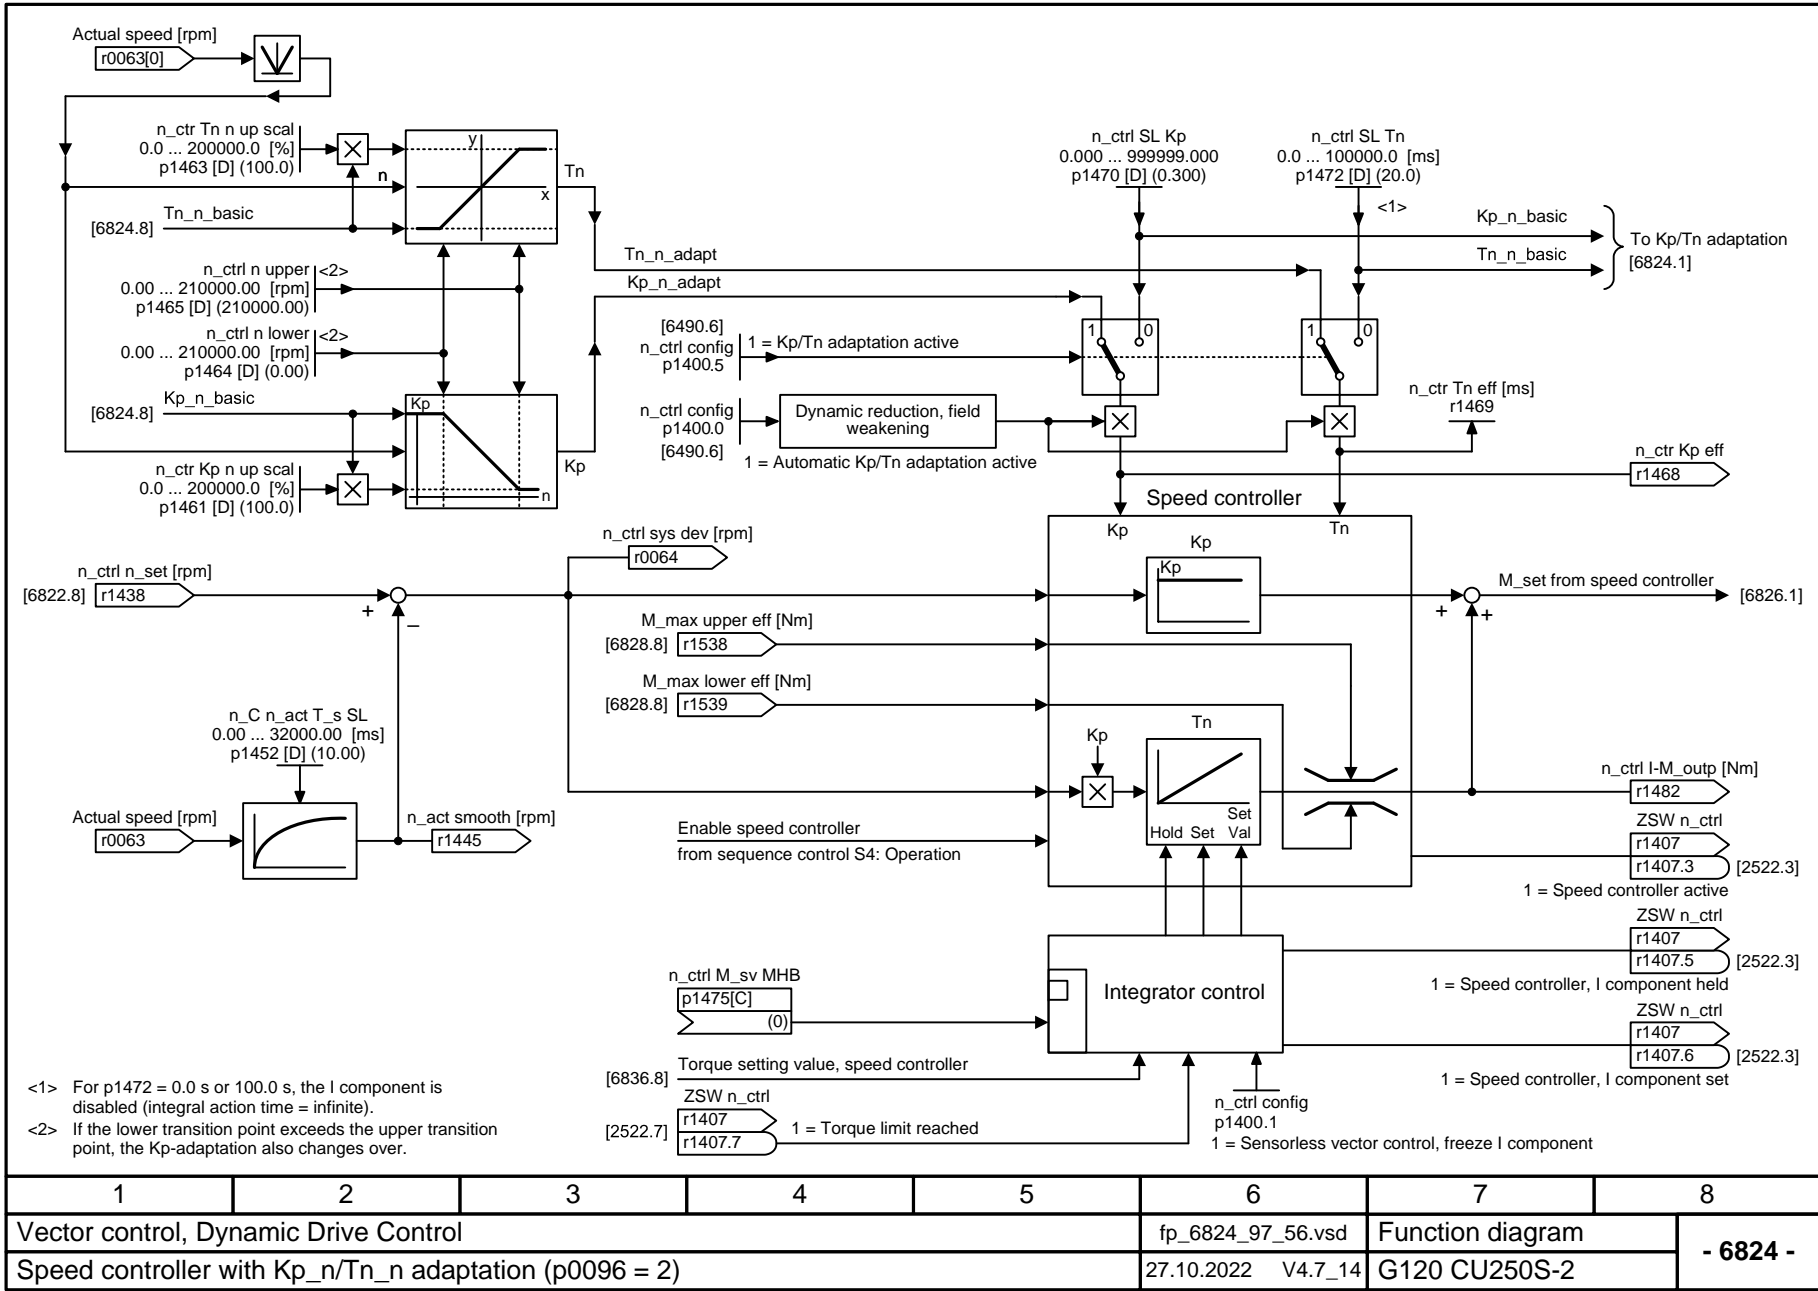 Actual speed [rpm]
r0063[0]
n_ctr Tn n up scal
0.0 ... 200000.0 [%]
p1463 [D] (100.0)
y
x
n
Tn
Tn_n_basic
[6824.8]
n_ctrl n upper <2>
0.00 ... 210000.00 [rpm]
p1465 [D] (210000.00)
n_ctrl n lower <2>
0.00 ... 210000.00 [rpm]
p1464 [D] (0.00)
Kp_n_basic
[6824.8]
Kp
n
Kp
n_ctr Kp n up scal
0.0 ... 200000.0 [%]
p1461 [D] (100.0)
Tn_n_adapt
Kp_n_adapt
n_ctrl SL Kp
0.000 ... 999999.000
p1470 [D] (0.300)
n_ctrl SL Tn
0.0 ... 100000.0 [ms]
p1472 [D] (20.0)
<1>
Kp_n_basic
Tn_n_basic
To Kp/Tn adaptation
[6824.1]
[6490.6]
n_ctrl config
p1400.5
1 = Kp/Tn adaptation active
1 0
1 0
n_ctrl config
p1400.0
[6490.6]
Dynamic reduction, field
weakening
1 = Automatic Kp/Tn adaptation active
n_ctr Tn eff [ms]
r1469
n_ctr Kp eff
r1468
Speed controller
Kp
Tn
Kp
Kp
n_ctrl sys dev [rpm]
r0064
n_ctrl n_set [rpm]
[6822.8] r1438
+
–
M_set from speed controller
[6826.1]
+
+
M_max upper eff [Nm]
[6828.8] r1538
M_max lower eff [Nm]
[6828.8] r1539
n_C n_act T_s SL
0.00 ... 32000.00 [ms]
p1452 [D] (10.00)
Actual speed [rpm]
r0063
n_act smooth [rpm]
r1445
Kp
Tn
Set
Hold Set Val
Enable speed controller
from sequence control S4: Operation
n_ctrl I-M_outp [Nm]
r1482
ZSW n_ctrl
r1407
r1407.3 [2522.3]
1 = Speed controller active
ZSW n_ctrl
r1407
r1407.5 [2522.3]
1 = Speed controller, I component held
ZSW n_ctrl
r1407
r1407.6 [2522.3]
1 = Speed controller, I component set
n_ctrl M_sv MHB
p1475[C]
(0)
Integrator control
[6836.8] Torque setting value, speed controller
ZSW n_ctrl
r1407
[2522.7] r1407.7
1 = Torque limit reached
n_ctrl config
p1400.1
1 = Sensorless vector control, freeze I component
<1> For p1472 = 0.0 s or 100.0 s, the I component is
disabled (integral action time = infinite).
<2> If the lower transition point exceeds the upper transition
point, the Kp-adaptation also changes over.
1 2 3 4 5 6 7 8
Vector control, Dynamic Drive Control
fp_6824_97_56.vsd
Function diagram
- 6824 -
Speed controller with Kp_n/Tn_n adaptation (p0096 = 2)
27.10.2022 V4.7_14
G120 CU250S-2